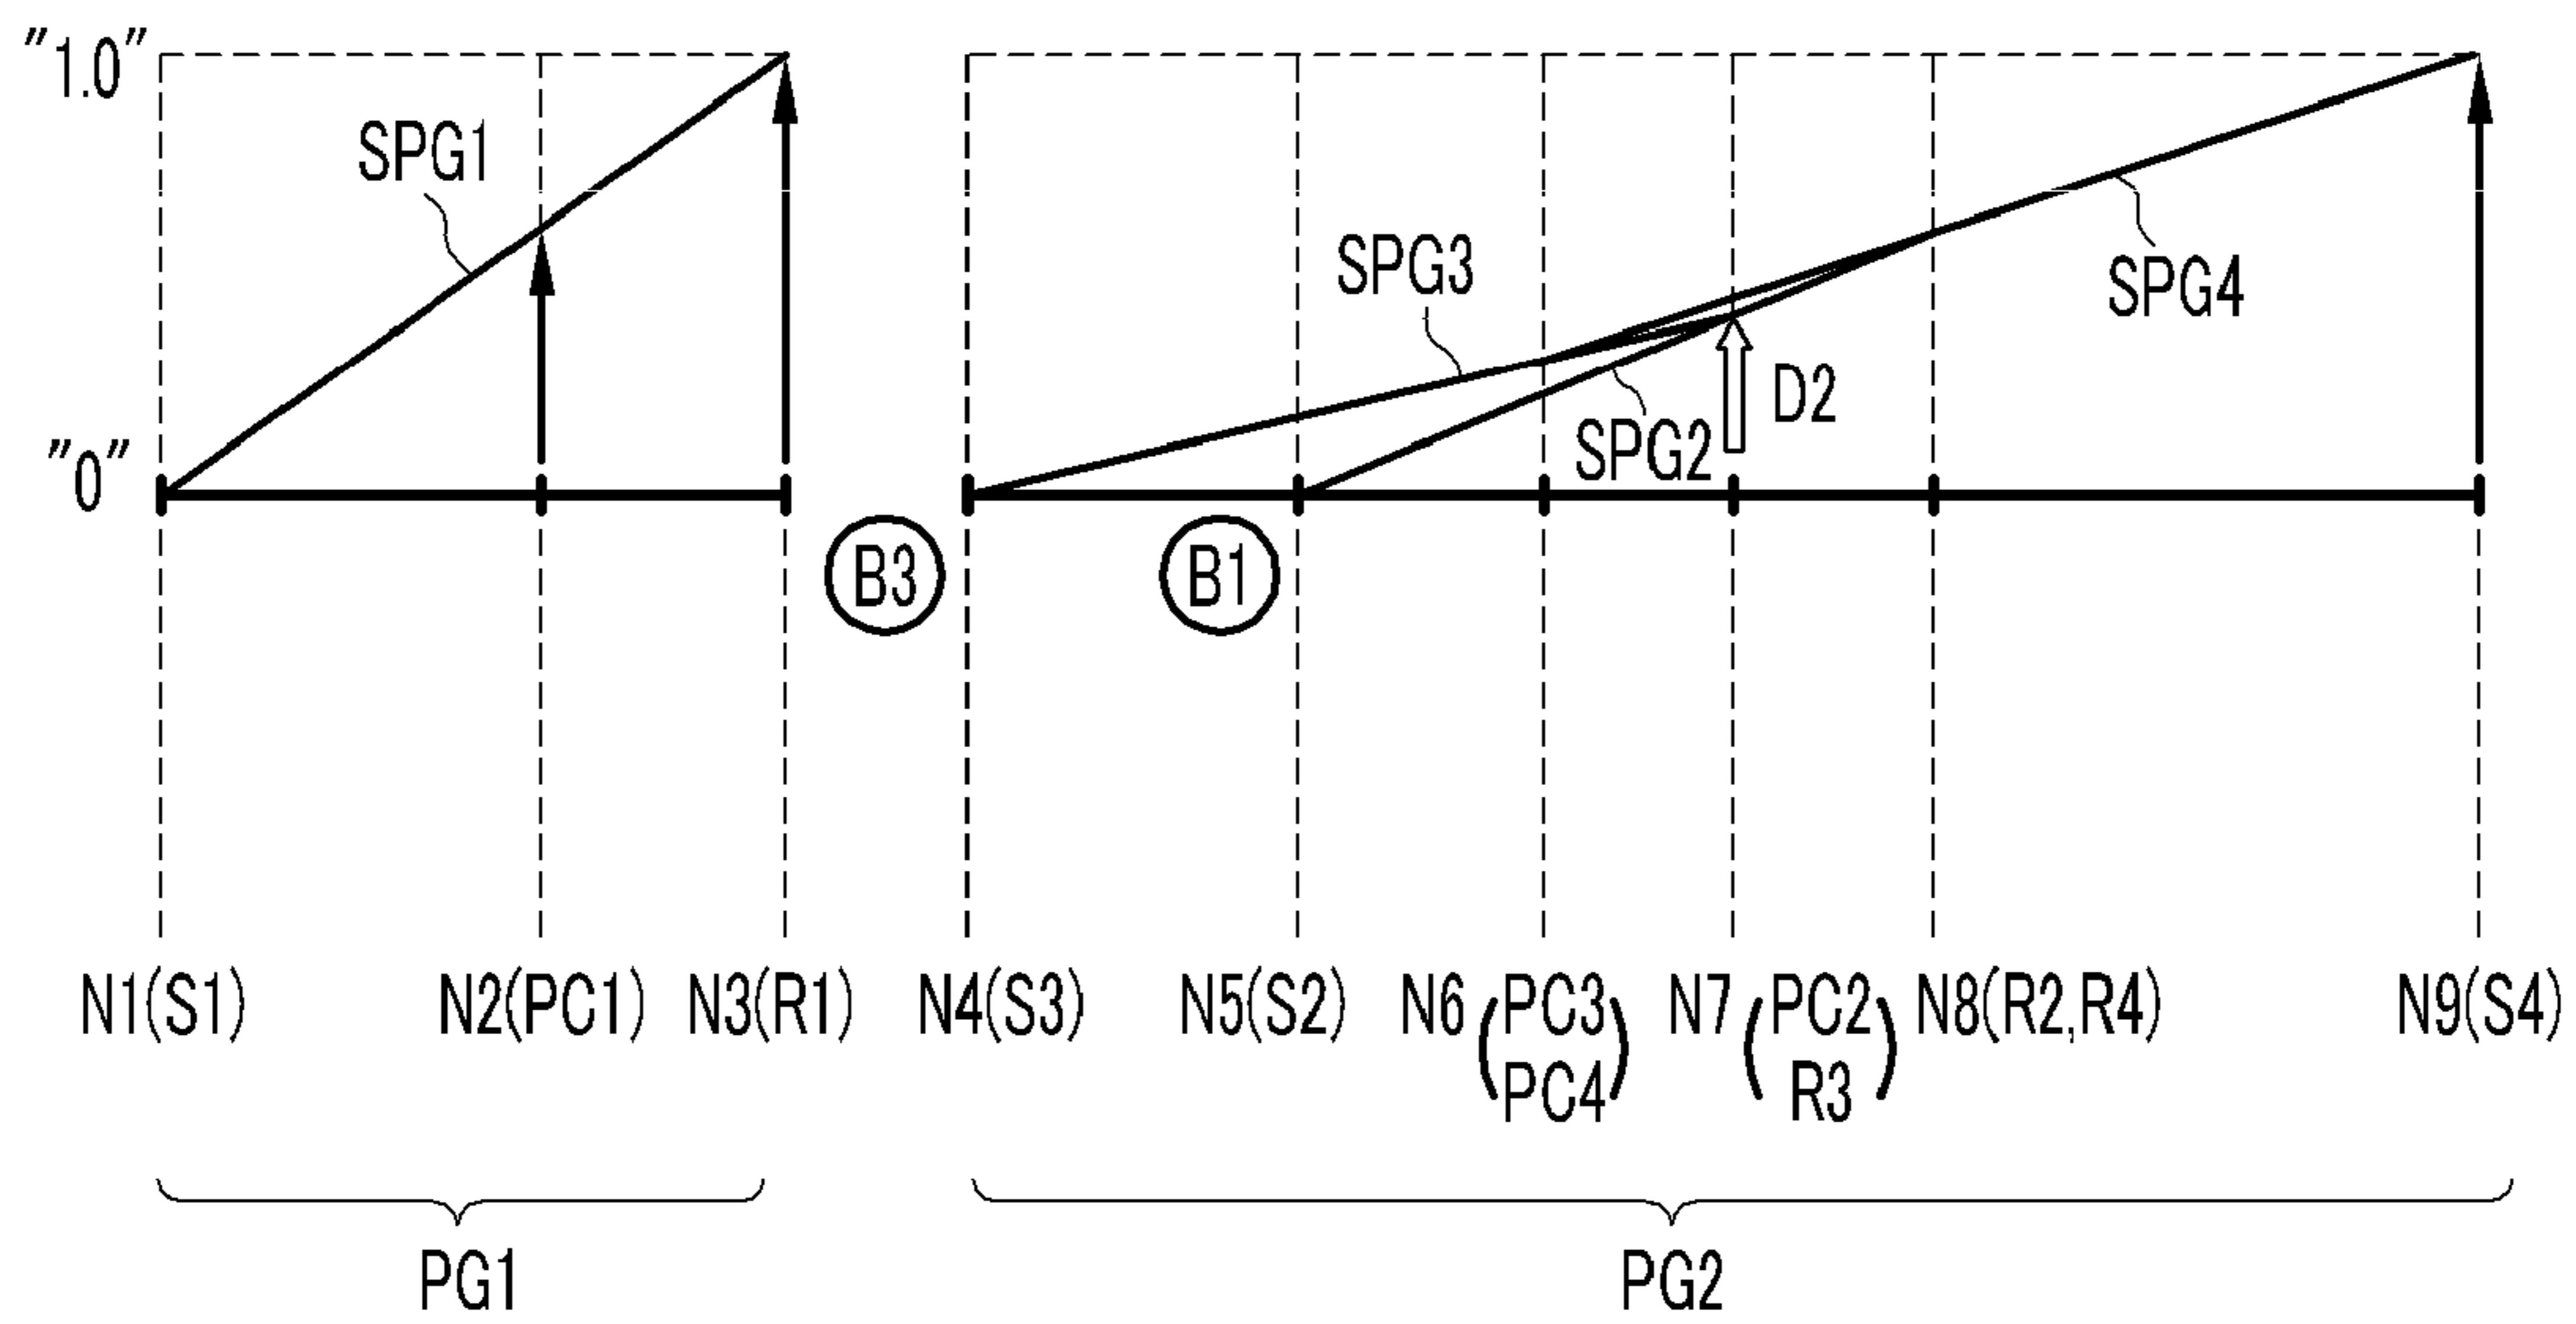 "1.0"
SPG1
SPG3
SPG4
D2
SPG2
"0"
B3
B1
N1(S1)
N2(PC1)
N3(R1)
N4(S3)
N5(S2)
N6(PC3
PC4)
N7(PC2
R3)
N8(R2,R4)
N9(S4)
PG1
PG2